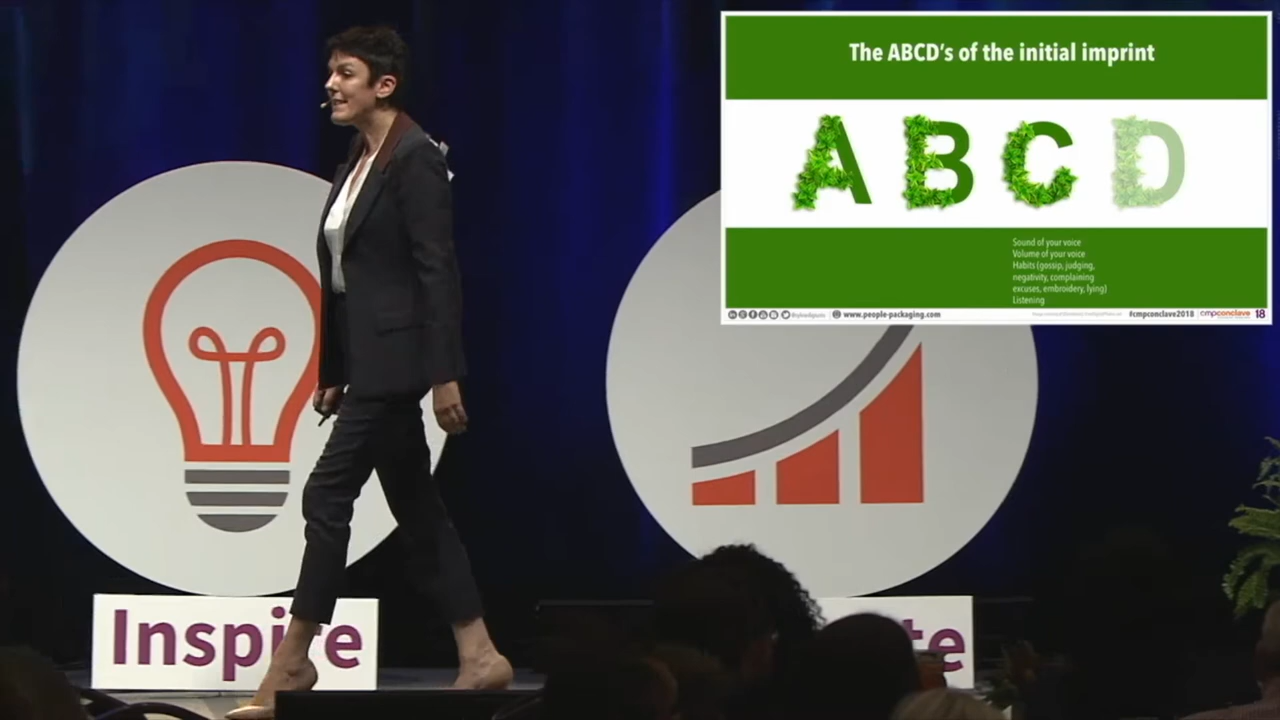 The ABCD's of the initial imprint
A B C D
Sound of your voice
Volume of your voice
Habits (gossip, judging,
negativity, complaining
excuses, embroidery, lying)
Listening
www.people-packaging.com
#cmpconclave2018
cmpconclave
18
Inspire
te